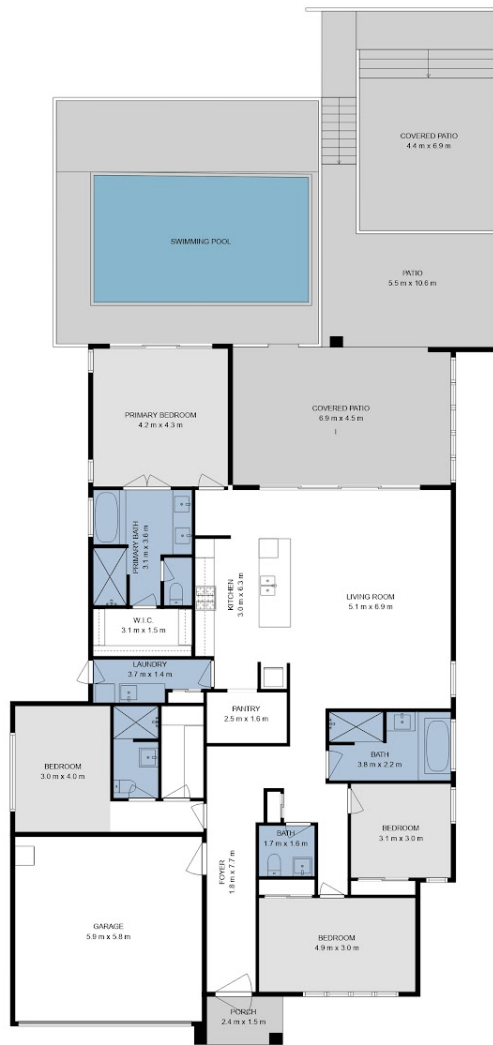 COVERED PATIO
4.4 m x 6.9 m
SWIMMING POOL
PATIO
5.5 m x 10.6 m
PRIMARY BEDROOM
4.2 m x 4.3 m
COVERED PATIO
6.9 m x 4.5 m
PRIMARY BATH
3.1 m x 3.6 m
KITCHEN
3.0 m x 6.3 m
LIVING ROOM
5.1 m x 6.9 m
W.I.C.
3.1 m x 1.5 m
LAUNDRY
3.7 m x 1.4 m
PANTRY
2.5 m x 1.6 m
BATH
3.8 m x 2.2 m
BEDROOM
3.0 m x 4.0 m
BATH
1.7 m x 1.6 m
BEDROOM
3.1 m x 3.0 m
FOYER
1.8 m x 7.7 m
GARAGE
5.9 m x 5.8 m
BEDROOM
4.9 m x 3.0 m
PORCH
2.4 m x 1.5 m